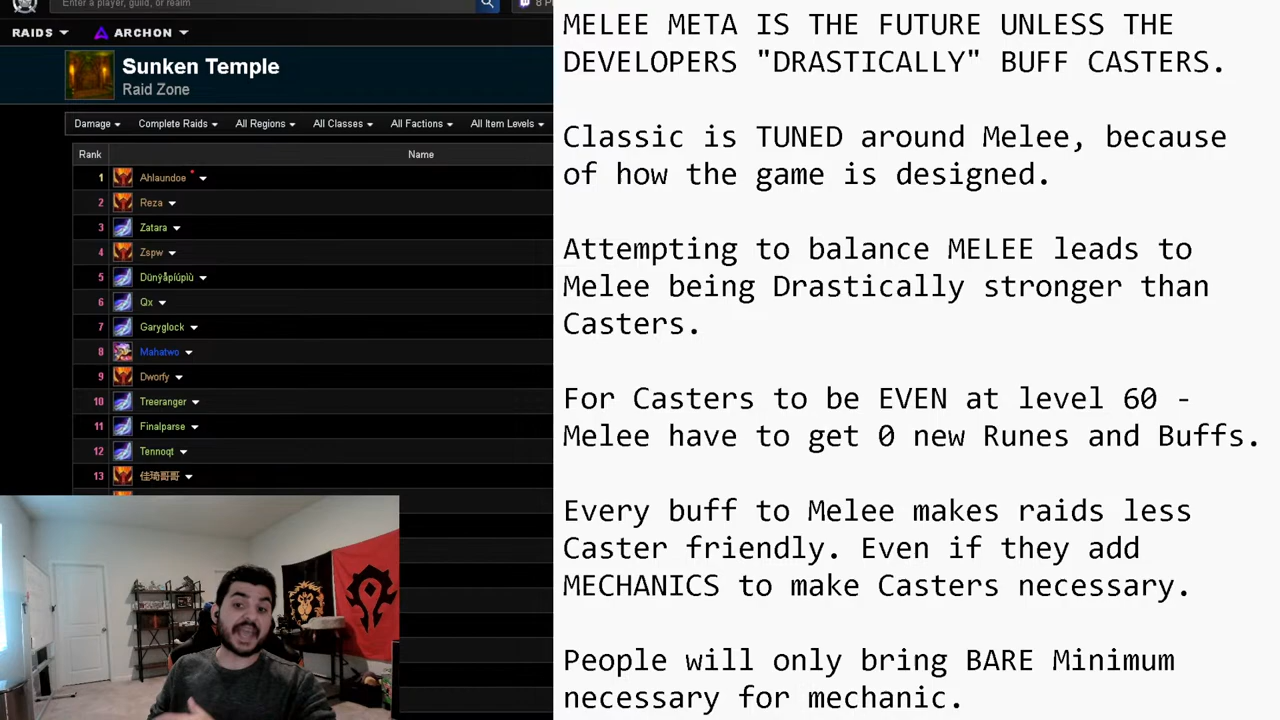 Enter a player, guild, or realm
8 P
RAIDS
ARCHON
Sunken Temple
Raid Zone
Damage
Complete Raids
All Regions
All Classes
All Factions
All Item Levels
Rank Name
1 Ahlaundoe
2 Reza
3 Zatara
4 Zspw
5
6 Qx
7 Garyglock
8 Mahatwo
9 Dworfy
10 Treeranger
11 Finalparse
12 Tennoqt
13 佳琦哥哥
MELEE META IS THE FUTURE UNLESS THE
DEVELOPERS "DRASTICALLY" BUFF CASTERS.
Classic is TUNED around Melee, because
of how the game is designed.
Attempting to balance MELEE leads to
Melee being Drastically stronger than
Casters.
For Casters to be EVEN at level 60 -
Melee have to get 0 new Runes and Buffs.
Every buff to Melee makes raids less
Caster friendly. Even if they add
MECHANICS to make Casters necessary.
People will only bring BARE Minimum
necessary for mechanic.